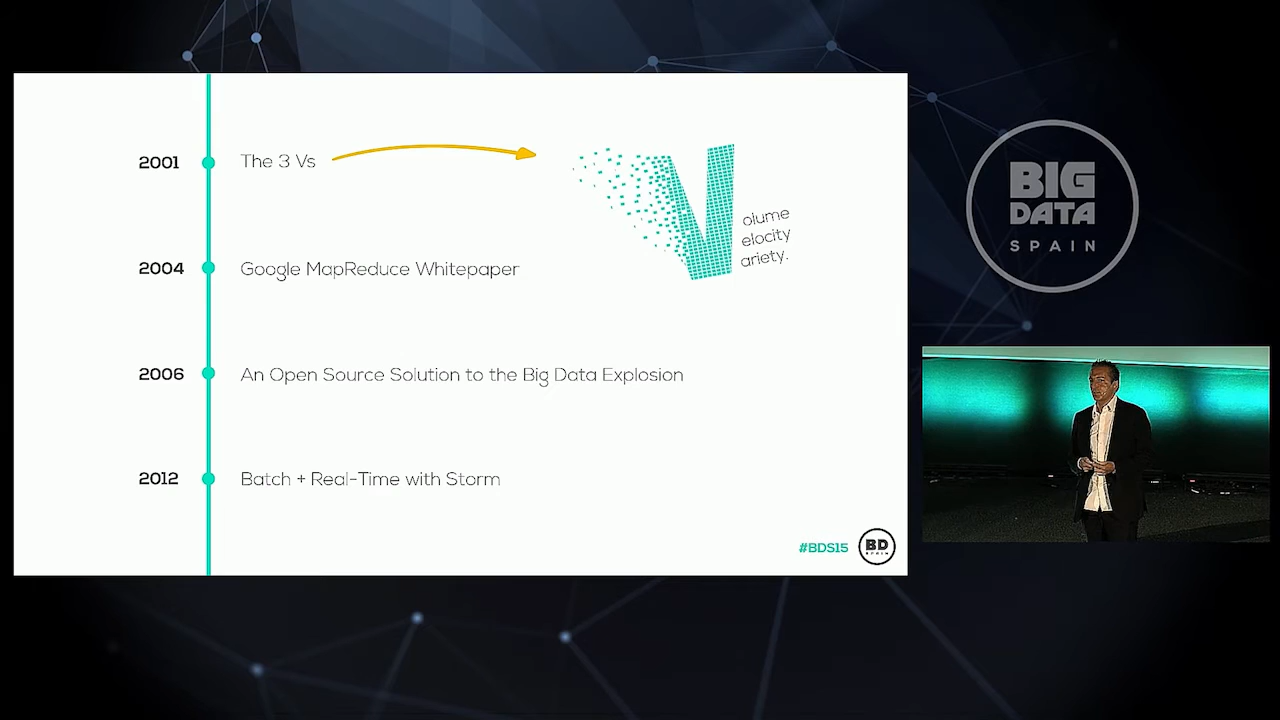 2001
The 3 Vs
V
olume
elocity
ariety.
2004
Google MapReduce Whitepaper
2006
An Open Source Solution to the Big Data Explosion
2012
Batch + Real-Time with Storm
#BDS15
BD
SPAIN
BIG
DATA
SPAIN